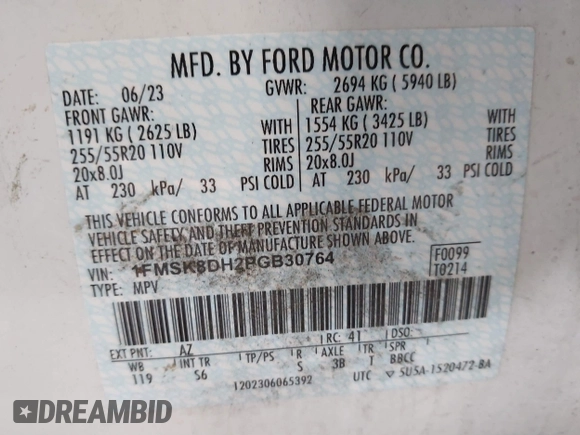 MFD. BY FORD MOTOR CO.
DATE: 06/23 GVWR: 2694 KG ( 5940 LB)
FRONT GAWR: REAR GAWR:
1191 KG ( 2625 LB) WITH 1554 KG ( 3425 LB) WITH
255/55R20 110V TIRES 255/55R20 110V TIRES
20x8.0J RIMS 20x8.0J RIMS
AT 230 kPa/ 33 PSI COLD AT 230 kPa/ 33 PSI COLD
THIS VEHICLE CONFORMS TO ALL APPLICABLE FEDERAL MOTOR
VEHICLE SAFETY AND THEFT PREVENTION STANDARDS IN
EFFECT ON THE DATE OF MANUFACTURE SHOWN ABOVE.
VIN: 1FMSK8DH2PGB30764 F0099
TYPE: MPV T0214
EXT PNT: AZ RC: 41 DSO:
WB INT TR TP/PS R AXLE TR SPR
119 S6 S 3B T BBCC
1202306065392 UTC SU5A-1520472-BA
DREAMBID